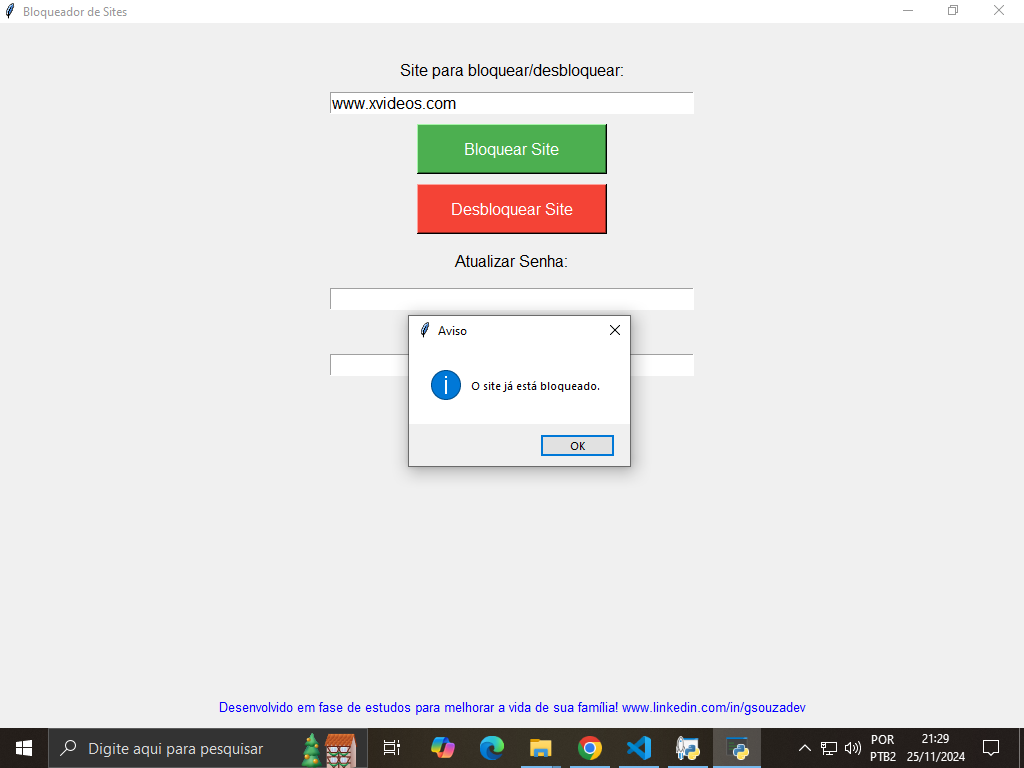 Bloqueador de Sites
Site para bloquear/desbloquear:
www.xvideos.com
Bloquear Site
Desbloquear Site
Atualizar Senha:
Aviso
O site já está bloqueado.
OK
Desenvolvido em fase de estudos para melhorar a vida de sua família! www.linkedin.com/in/gsouzadev
Digite aqui para pesquisar
POR
PTB2
21:29
25/11/2024